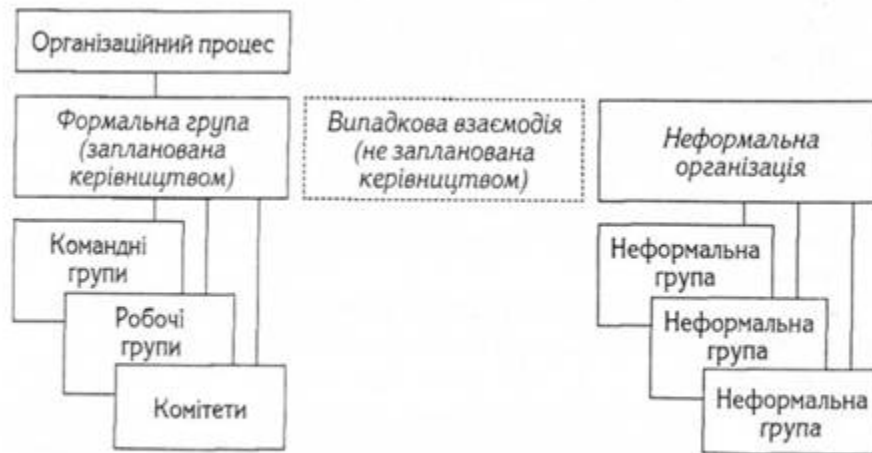 Організаційний процес
Формальна група
(запланована
керівництвом)
Випадкова взаємодія
(не запланована
керівництвом)
Неформальна
організація
Командні
групи
Робочі
групи
Комітети
Неформальна
група
Неформальна
група
Неформальна
група